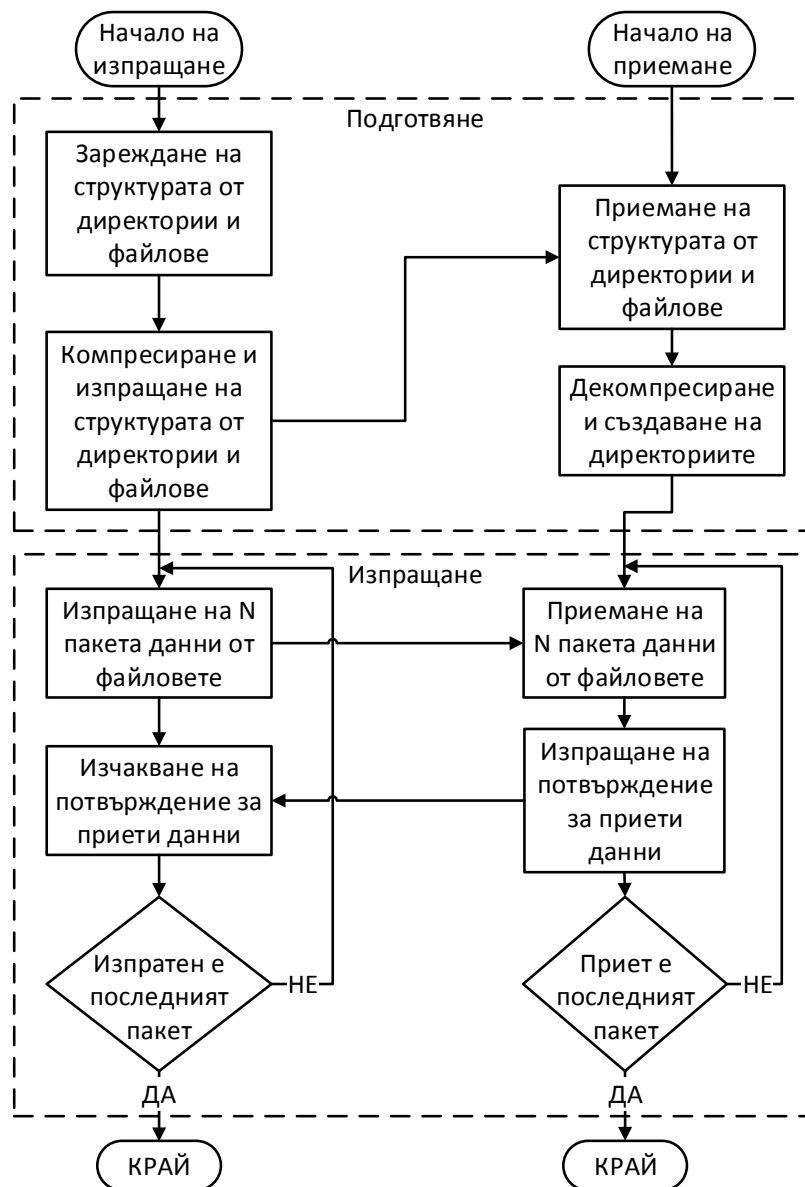 Начало на
изпращане
Начало на
приемане
Подготвяне
Зареждане на
структурата от
директории и
файлове
Приемане на
структурата от
директории и
файлове
Компресиране и
изпращане на
структурата от
директории и
файлове
Декомпресиране
и създаване на
директориите
Изпращане
Изпращане на N
пакета данни от
файловете
Приемане на
N пакета данни
от файловете
Изчакване на
потвърждение за
приети данни
Изпращане на
потвърждение
за приети
данни
Изпратен е
последният
пакет
НЕ
Приет е
последният
пакет
НЕ
ДА
ДА
КРАЙ
КРАЙ